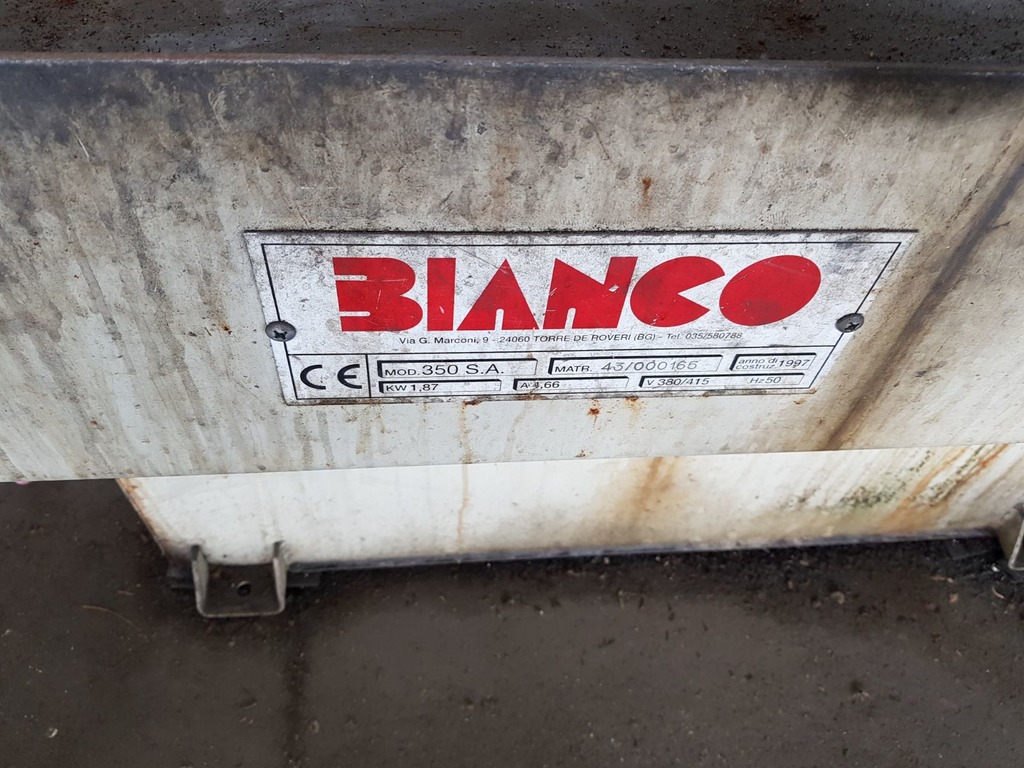 BIANCO
Via G. Marconi, 9 - 24060 TORRE DE ROVERI (BG) - Tel. 035/580788
CE MOD. 350 S.A. MATR. 43/000165 anno di costruz. 1997
KW 1,87 A 4,66 V 380/415 Hz 50